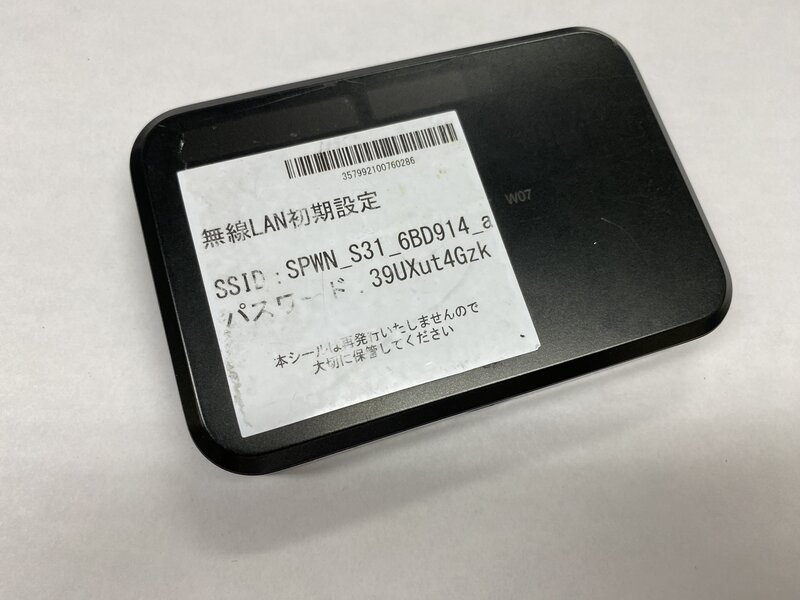 357992100760286
無線LAN初期設定
SSID : SPWN_S31_6BD914_a
パスワード : 39UXut4Gzk
本シールは再発行いたしませんので
大切に保管してください
W07